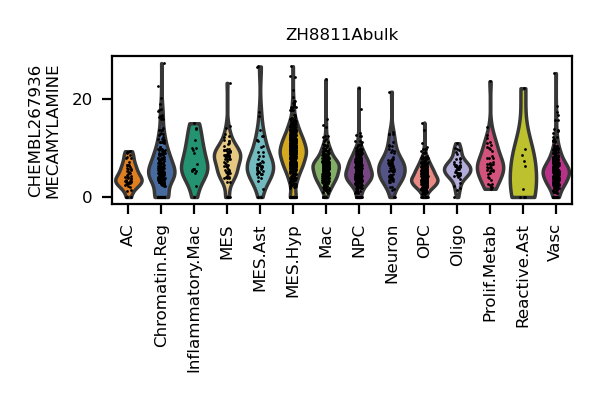 ZH8811Abulk
CHEMBL267936
MECAMYLAMINE
20
0
AC
Chromatin.Reg
Inflammatory.Mac
MES
MES.Ast
MES.Hyp
Mac
NPC
Neuron
OPC
Oligo
Prolif.Metab
Reactive.Ast
Vasc